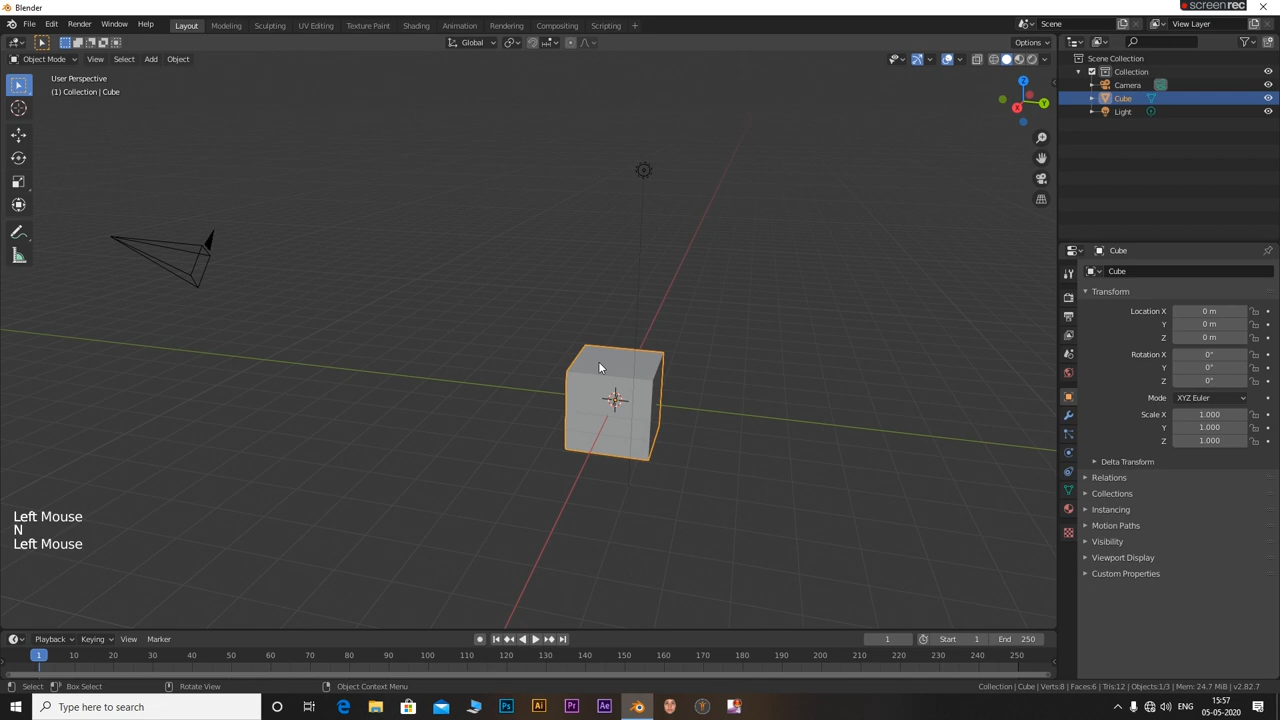 Blender
screenrec
File Edit Render Window Help Layout Modeling Sculpting UV Editing Texture Paint Shading Animation Rendering Compositing Scripting + Scene View Layer
Global Options
Object Mode View Select Add Object
User Perspective
(1) Collection | Cube
Z
Y
X
Scene Collection
Collection
Camera
Cube
Light
Cube
Cube
Transform
Location X 0 m
Y 0 m
Z 0 m
Rotation X 0°
Y 0°
Z 0°
Mode XYZ Euler
Scale X 1.000
Y 1.000
Z 1.000
Delta Transform
Relations
Collections
Instancing
Motion Paths
Visibility
Viewport Display
Custom Properties
Left Mouse
N
Left Mouse
Playback Keying View Marker 1 Start 1 End 250
1 10 20 30 40 50 60 70 80 90 100 110 120 130 140 150 160 170 180 190 200 210 220 230 240 250
Select Box Select Rotate View Object Context Menu Collection | Cube | Verts:8 | Faces:6 | Tris:12 | Objects:1/3 | Mem: 24.7 MiB | v2.82.7
Type here to search Ps Ai Pr Ae ENG 15:57
05-05-2020